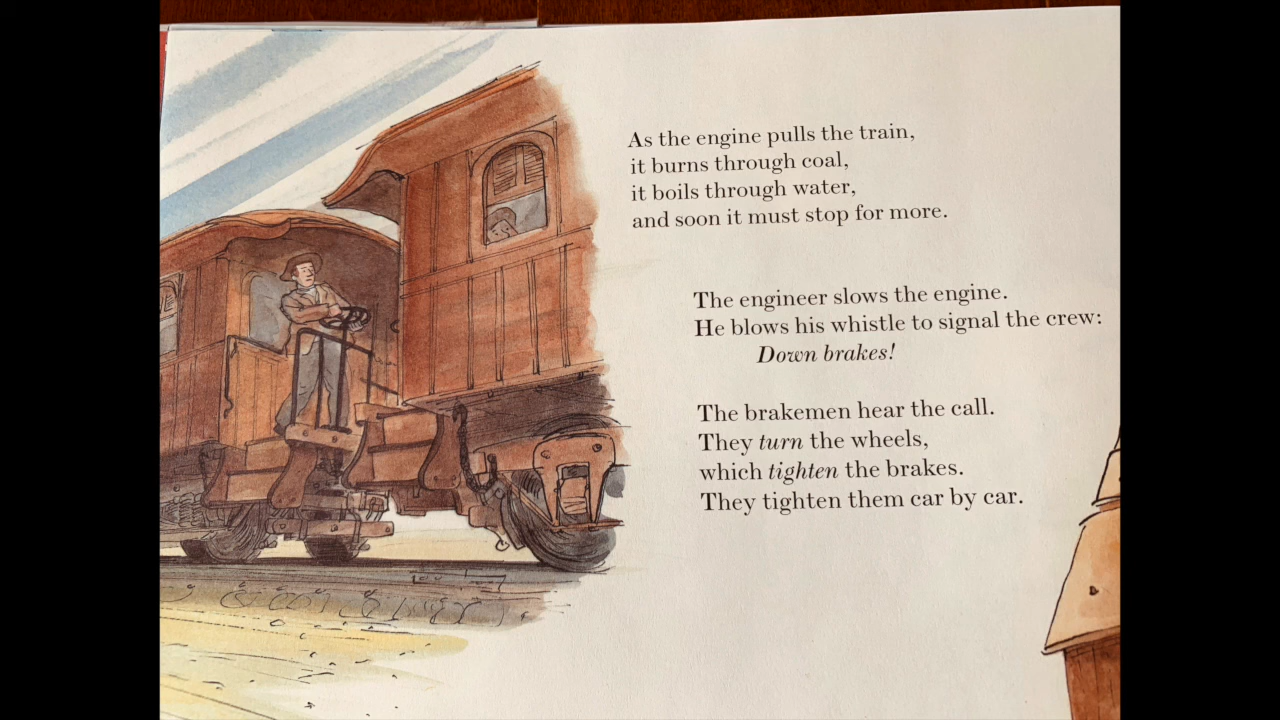 As the engine pulls the train,
it burns through coal,
it boils through water,
and soon it must stop for more.
The engineer slows the engine.
He blows his whistle to signal the crew:
Down brakes!
The brakemen hear the call.
They turn the wheels,
which tighten the brakes.
They tighten them car by car.